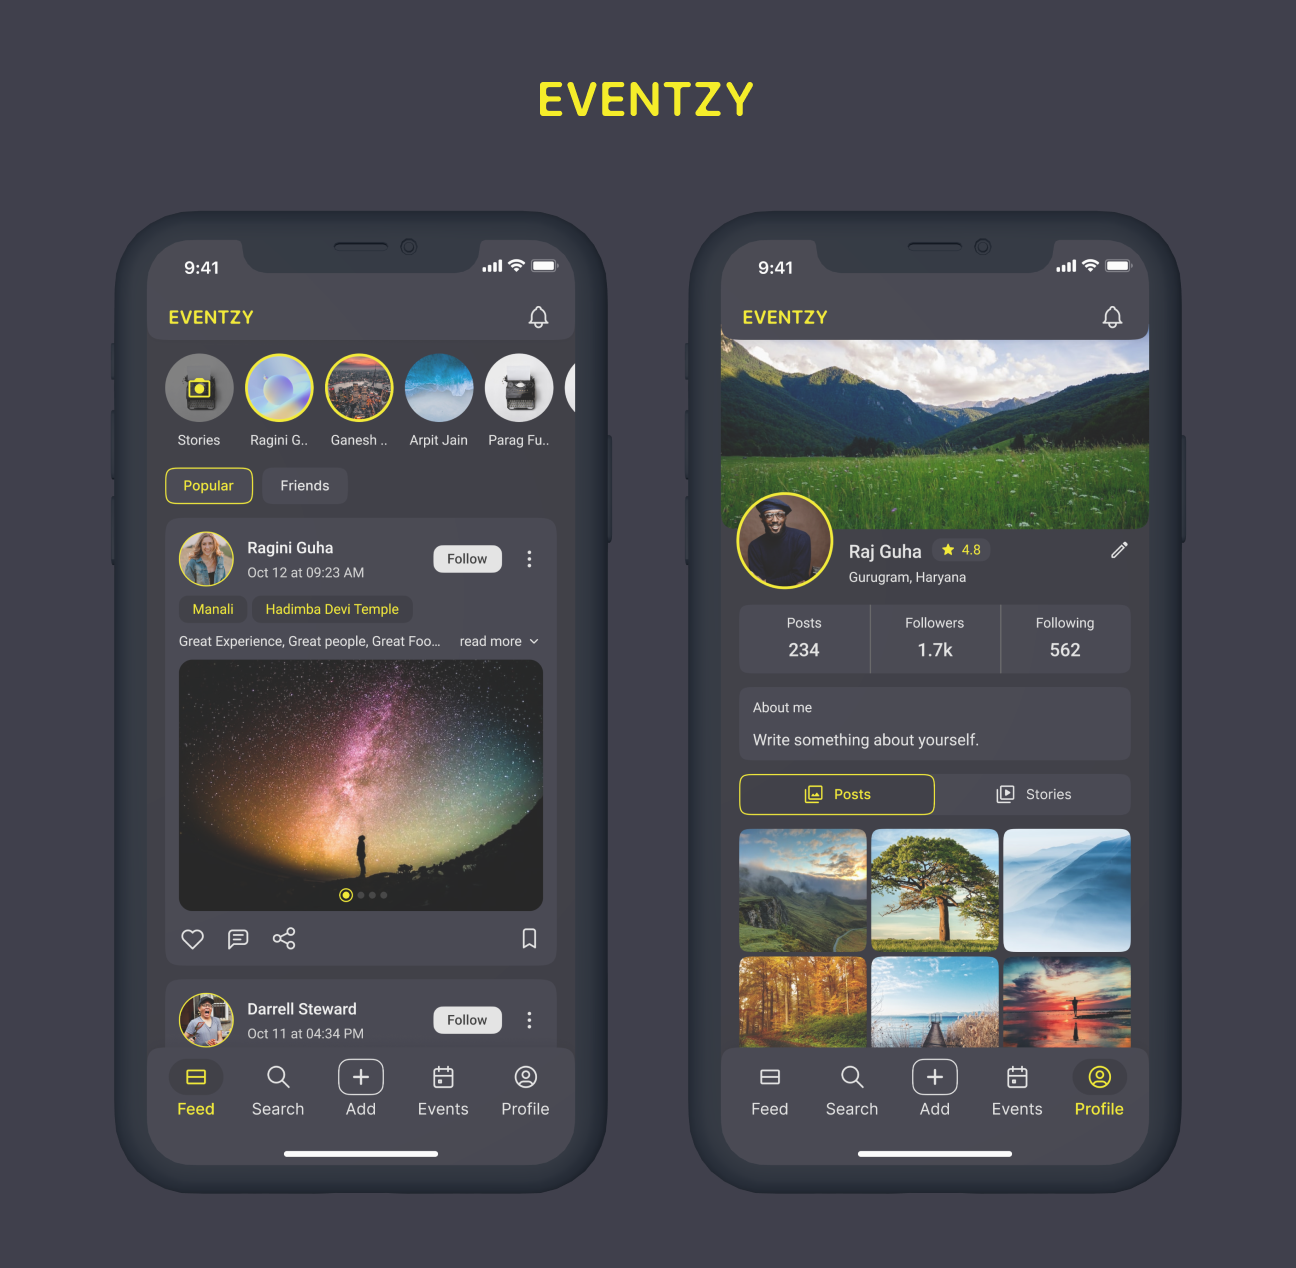 EVENTZY
9:41
EVENTZY
Stories
Ragini G..
Ganesh ..
Arpit Jain
Parag Fu..
Popular
Friends
Ragini Guha
Oct 12 at 09:23 AM
Follow
Manali
Hadimba Devi Temple
Great Experience, Great people, Great Foo... read more
Darrell Steward
Oct 11 at 04:34 PM
Follow
Feed
Search
Add
Events
Profile
9:41
EVENTZY
Raj Guha
4.8
Gurugram, Haryana
Posts
234
Followers
1.7k
Following
562
About me
Write something about yourself.
Posts
Stories
Feed
Search
Add
Events
Profile